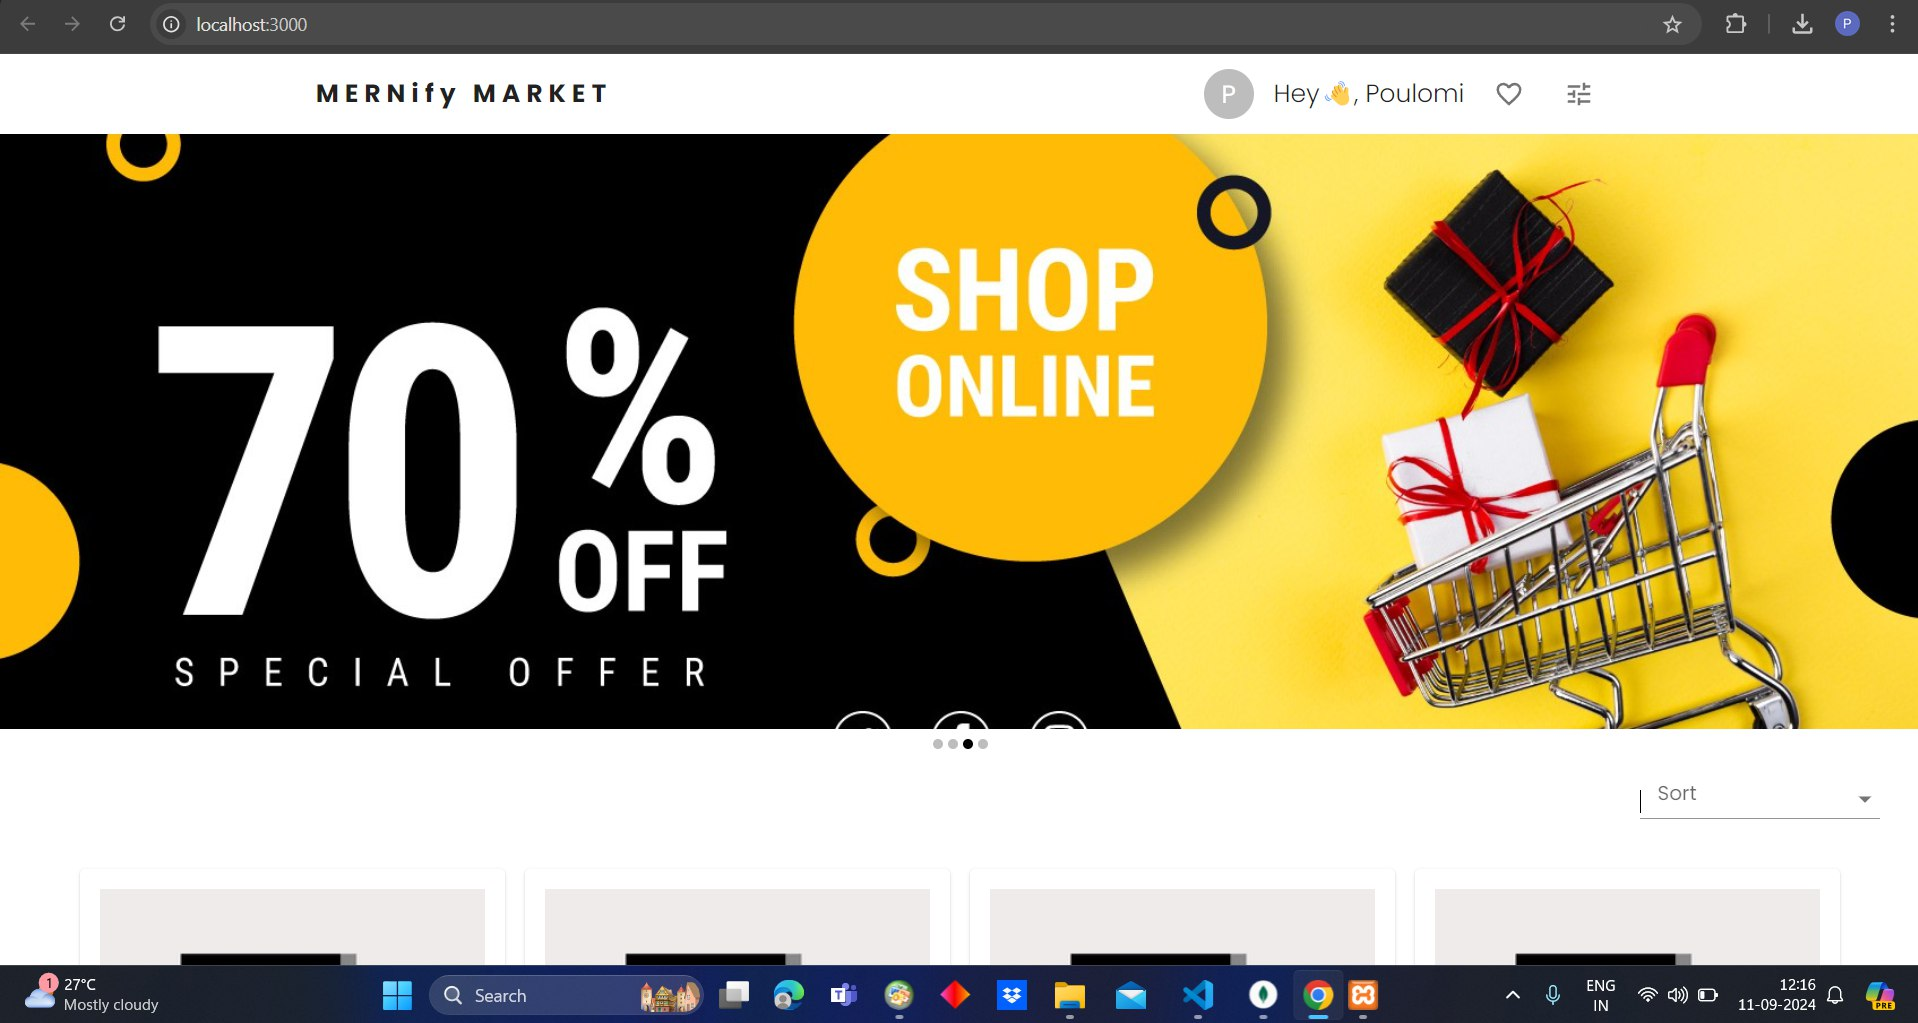 localhost:3000
P
MERNify MARKET
P
Hey👋, Poulomi
SHOP
ONLINE
70%
OFF
SPECIAL OFFER
Sort
1
27°C
Mostly cloudy
Search
T
ENG
IN
12:16
11-09-2024
PRE